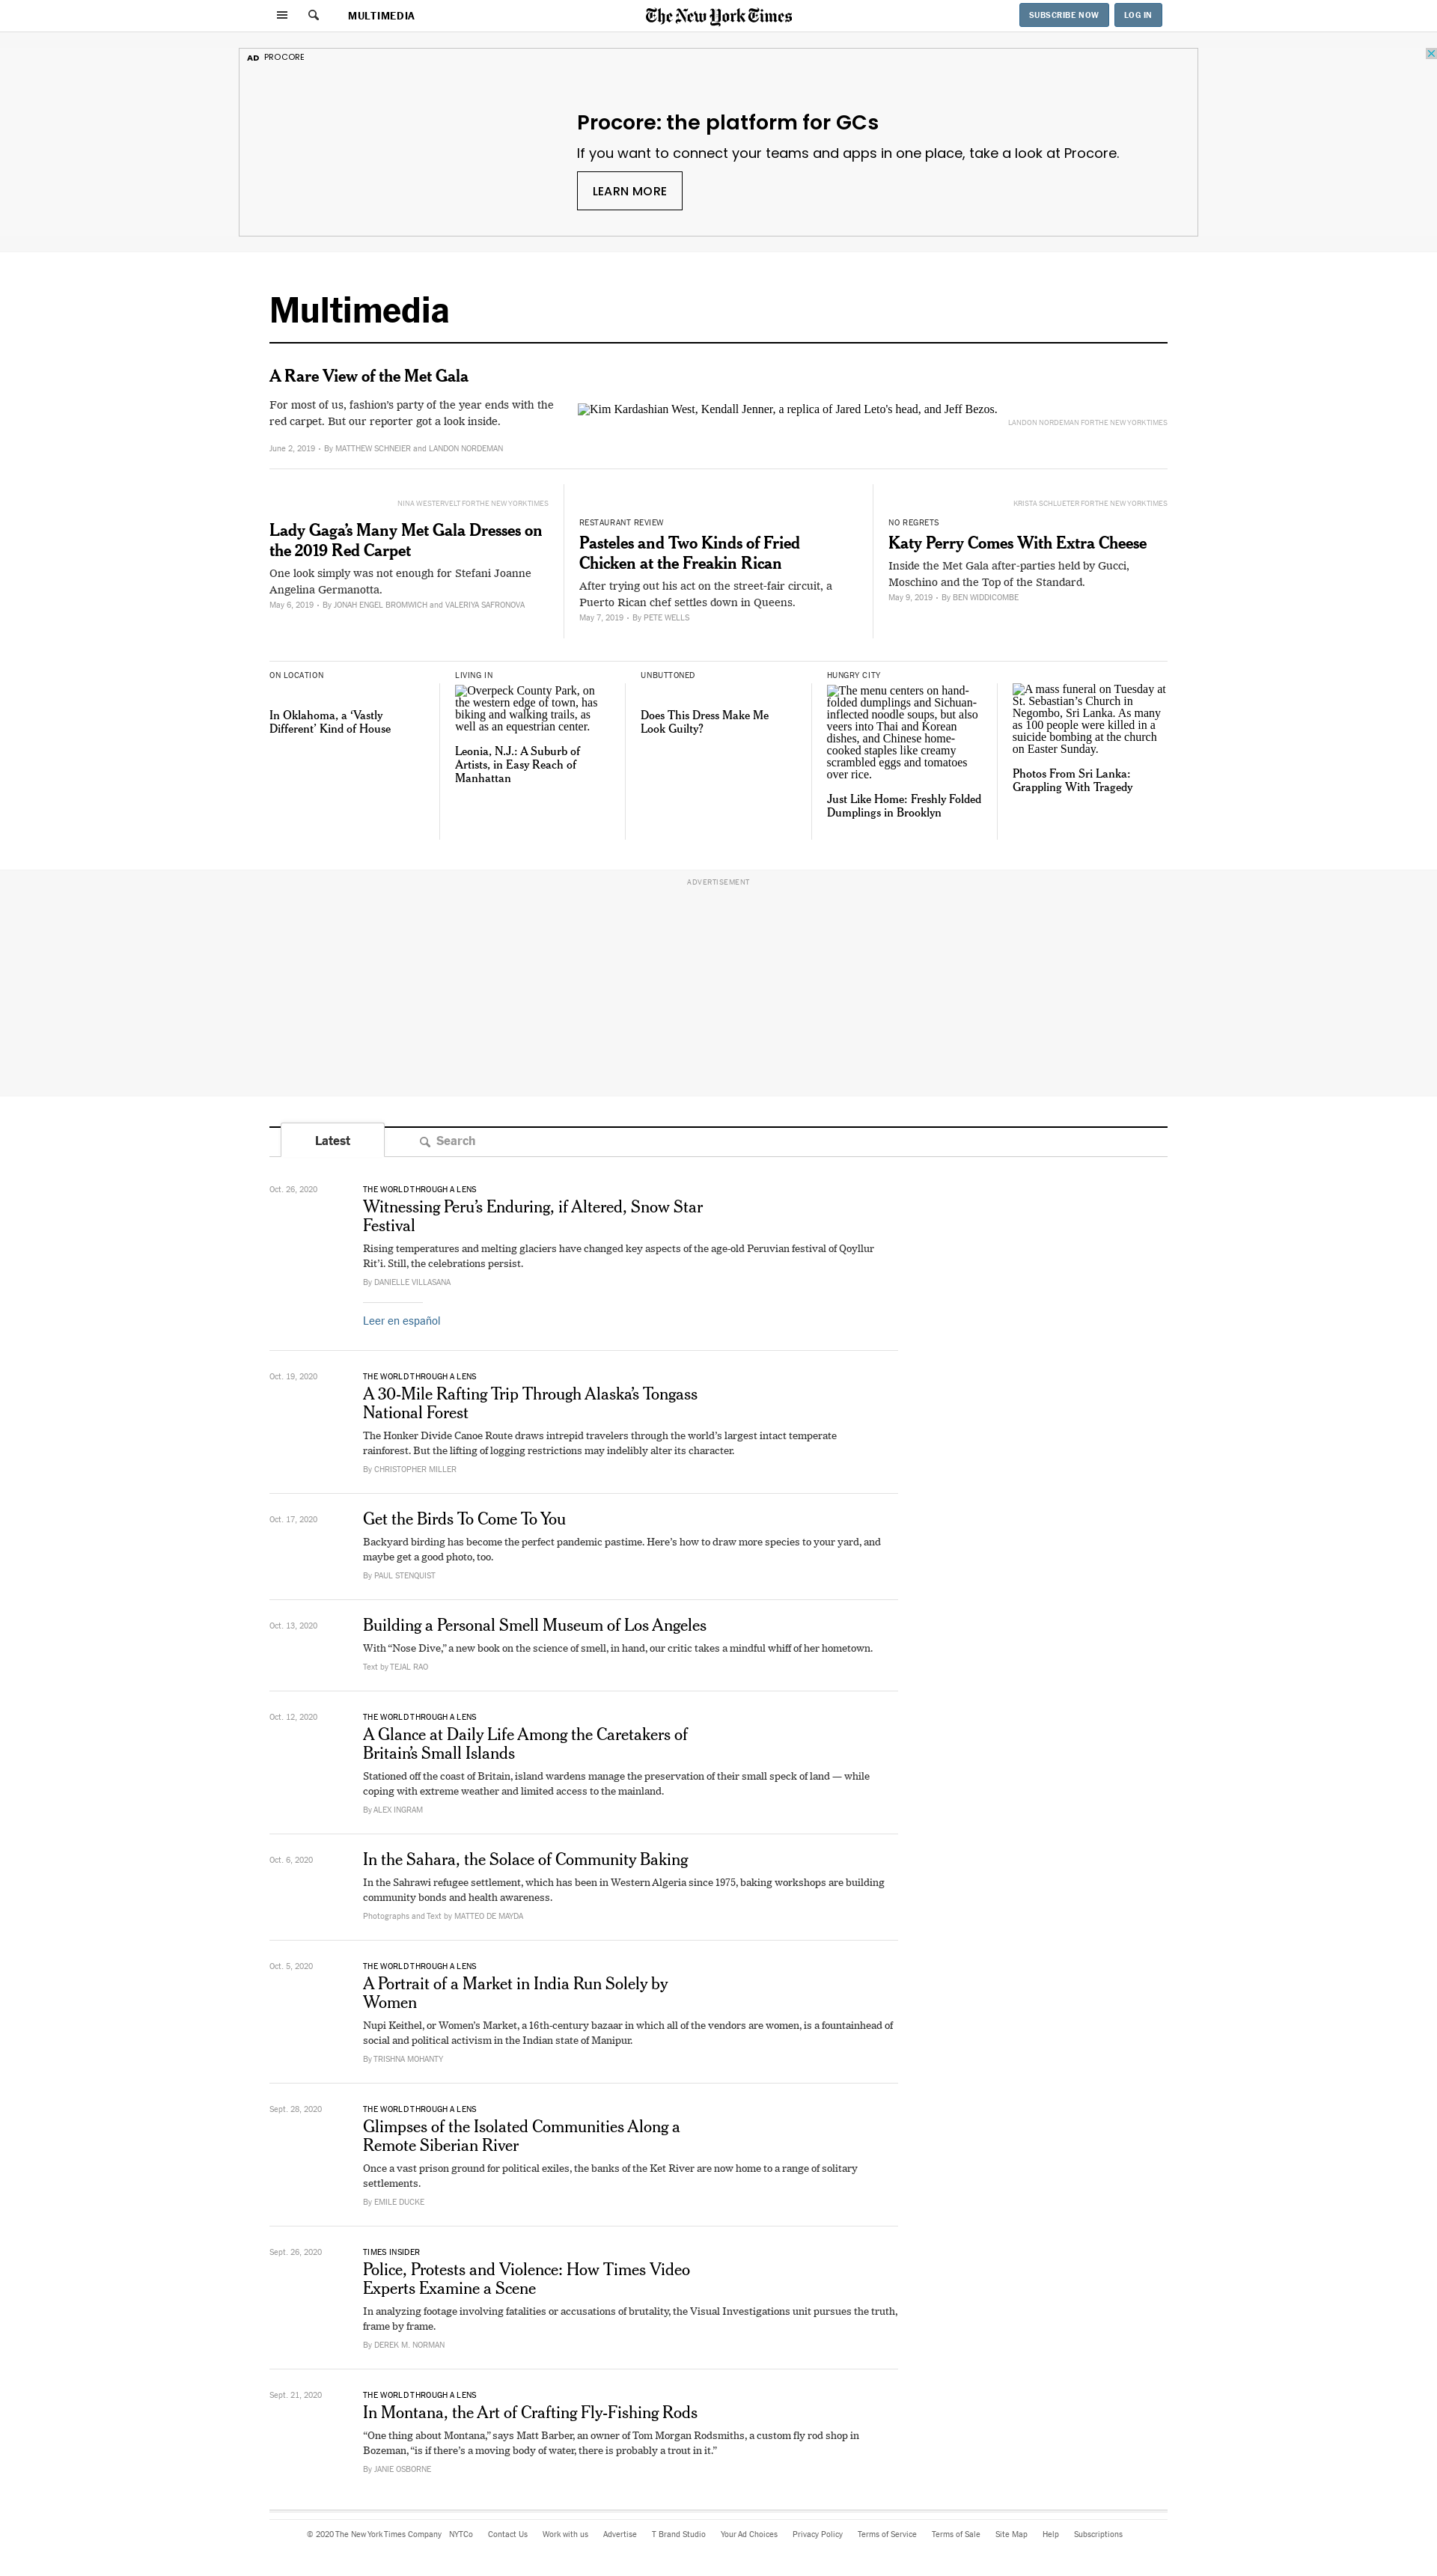 MULTIMEDIA
The New York Times
SUBSCRIBE NOW
LOG IN
AD PROCORE
Procore: the platform for GCs
If you want to connect your teams and apps in one place, take a look at Procore.
LEARN MORE
Multimedia
A Rare View of the Met Gala
For most of us, fashion's party of the year ends with the
red carpet. But our reporter got a look inside.
June 2, 2019 • By MATTHEW SCHNEIER and LANDON NORDEMAN
Kim Kardashian West, Kendall Jenner, a replica of Jared Leto's head, and Jeff Bezos.
LANDON NORDEMAN FOR THE NEW YORK TIMES
NINA WESTERVELT FOR THE NEW YORK TIMES
Lady Gaga’s Many Met Gala Dresses on
the 2019 Red Carpet
One look simply was not enough for Stefani Joanne
Angelina Germanotta.
May 6, 2019 • By JONAH ENGEL BROMWICH and VALERIYA SAFRONOVA
RESTAURANT REVIEW
Pasteles and Two Kinds of Fried
Chicken at the Freakin Rican
After trying out his act on the street-fair circuit, a
Puerto Rican chef settles down in Queens.
May 7, 2019 • By PETE WELLS
KRISTA SCHLUETER FOR THE NEW YORK TIMES
NO REGRETS
Katy Perry Comes With Extra Cheese
Inside the Met Gala after-parties held by Gucci,
Moschino and the Top of the Standard.
May 9, 2019 • By BEN WIDDICOMBE
ON LOCATION
In Oklahoma, a ‘Vastly
Different’ Kind of House
LIVING IN
Overpeck County Park, on
the western edge of town, has
biking and walking trails, as
well as an equestrian center.
Leonia, N.J.: A Suburb of
Artists, in Easy Reach of
Manhattan
UNBUTTONED
Does This Dress Make Me
Look Guilty?
HUNGRY CITY
The menu centers on hand-
folded dumplings and Sichuan-
inflected noodle soups, but also
veers into Thai and Korean
dishes, and Chinese home-
cooked staples like creamy
scrambled eggs and tomatoes
over rice.
Just Like Home: Freshly Folded
Dumplings in Brooklyn
A mass funeral on Tuesday at
St. Sebastian’s Church in
Negombo, Sri Lanka. As many
as 100 people were killed in a
suicide bombing at the church
on Easter Sunday.
Photos From Sri Lanka:
Grappling With Tragedy
ADVERTISEMENT
Latest
Search
Oct. 26, 2020
THE WORLD THROUGH A LENS
Witnessing Peru’s Enduring, if Altered, Snow Star
Festival
Rising temperatures and melting glaciers have changed key aspects of the age-old Peruvian festival of Qoyllur
Rit’i. Still, the celebrations persist.
By DANIELLE VILLASANA
Leer en español
Oct. 19, 2020
THE WORLD THROUGH A LENS
A 30-Mile Rafting Trip Through Alaska’s Tongass
National Forest
The Honker Divide Canoe Route draws intrepid travelers through the world’s largest intact temperate
rainforest. But the lifting of logging restrictions may indelibly alter its character.
By CHRISTOPHER MILLER
Oct. 17, 2020
Get the Birds To Come To You
Backyard birding has become the perfect pandemic pastime. Here’s how to draw more species to your yard, and
maybe get a good photo, too.
By PAUL STENQUIST
Oct. 13, 2020
Building a Personal Smell Museum of Los Angeles
With “Nose Dive,” a new book on the science of smell, in hand, our critic takes a mindful whiff of her hometown.
Text by TEJAL RAO
Oct. 12, 2020
THE WORLD THROUGH A LENS
A Glance at Daily Life Among the Caretakers of
Britain’s Small Islands
Stationed off the coast of Britain, island wardens manage the preservation of their small speck of land — while
coping with extreme weather and limited access to the mainland.
By ALEX INGRAM
Oct. 6, 2020
In the Sahara, the Solace of Community Baking
In the Sahrawi refugee settlement, which has been in Western Algeria since 1975, baking workshops are building
community bonds and health awareness.
Photographs and Text by MATTEO DE MAYDA
Oct. 5, 2020
THE WORLD THROUGH A LENS
A Portrait of a Market in India Run Solely by
Women
Nupi Keithel, or Women’s Market, a 16th-century bazaar in which all of the vendors are women, is a fountainhead of
social and political activism in the Indian state of Manipur.
By TRISHNA MOHANTY
Sept. 28, 2020
THE WORLD THROUGH A LENS
Glimpses of the Isolated Communities Along a
Remote Siberian River
Once a vast prison ground for political exiles, the banks of the Ket River are now home to a range of solitary
settlements.
By EMILE DUCKE
Sept. 26, 2020
TIMES INSIDER
Police, Protests and Violence: How Times Video
Experts Examine a Scene
In analyzing footage involving fatalities or accusations of brutality, the Visual Investigations unit pursues the truth,
frame by frame.
By DEREK M. NORMAN
Sept. 21, 2020
THE WORLD THROUGH A LENS
In Montana, the Art of Crafting Fly-Fishing Rods
“One thing about Montana,” says Matt Barber, an owner of Tom Morgan Rodsmiths, a custom fly rod shop in
Bozeman, “is if there’s a moving body of water, there is probably a trout in it.”
By JANIE OSBORNE
© 2020 The New York Times Company NYTCo Contact Us Work with us Advertise T Brand Studio Your Ad Choices Privacy Policy Terms of Service Terms of Sale Site Map Help Subscriptions